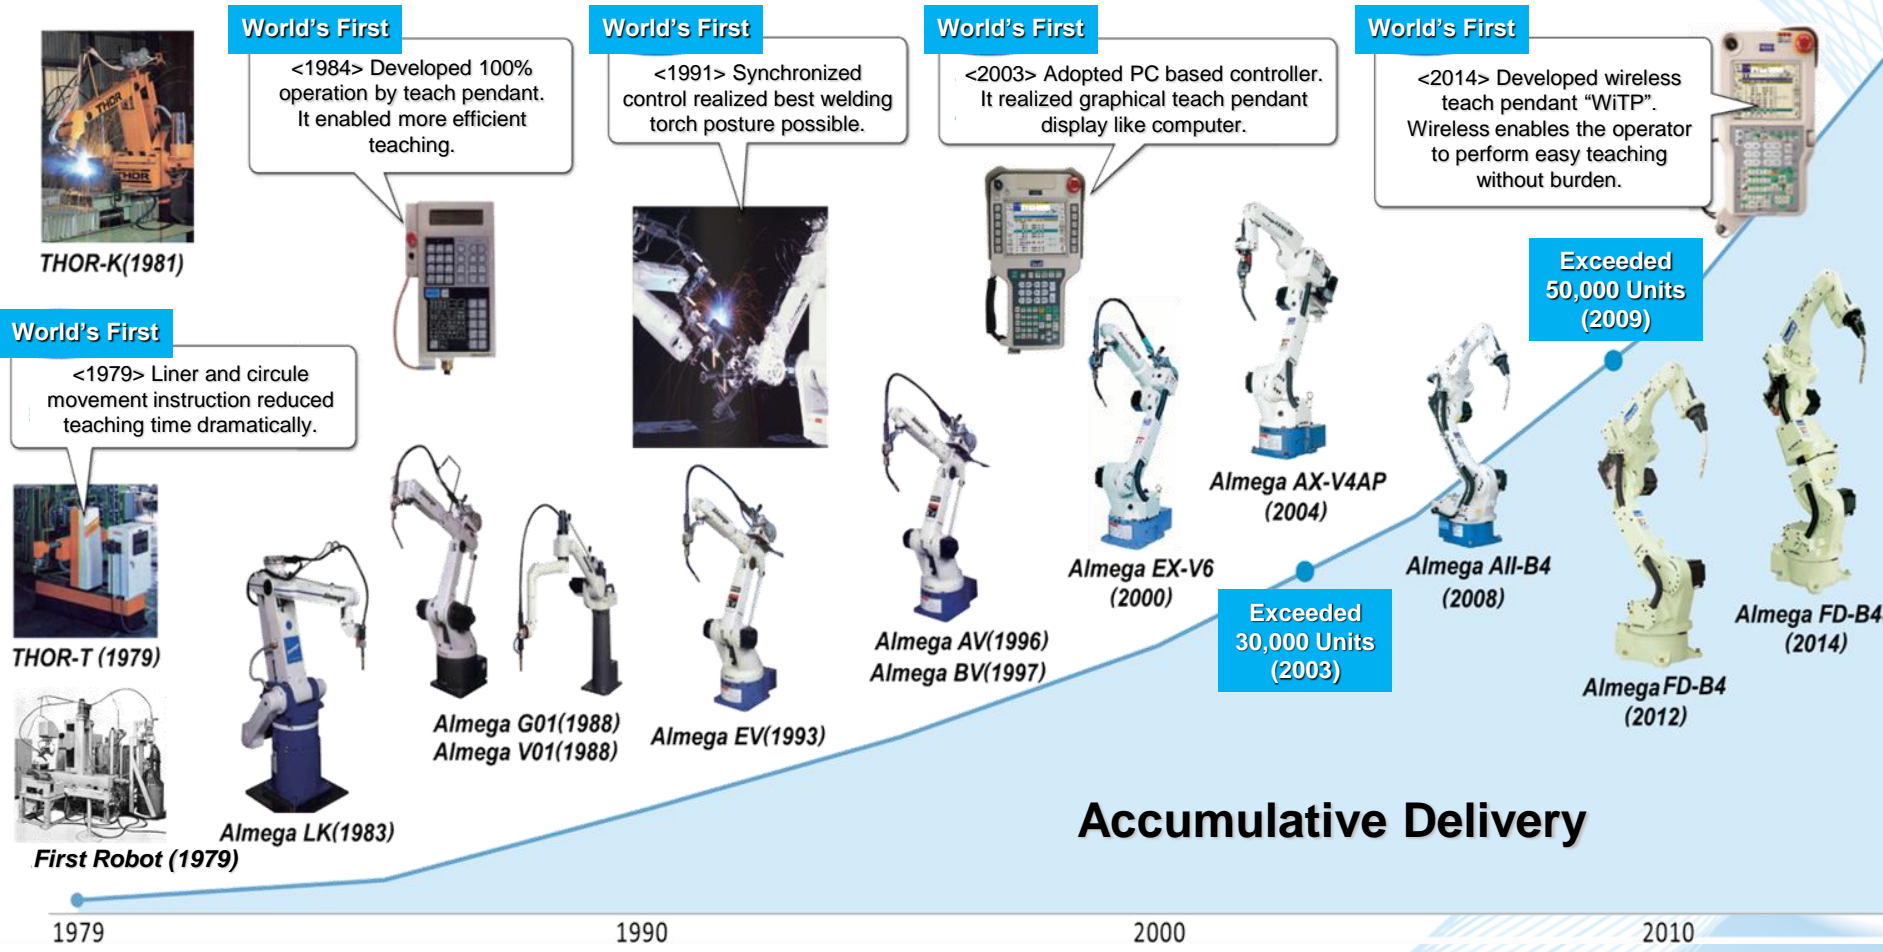 World's First
<1984> Developed 100%
operation by teach pendant.
It enabled more efficient
teaching.
World's First
<1991> Synchronized
control realized best welding
torch posture possible.
World's First
<2003> Adopted PC based controller.
It realized graphical teach pendant
display like computer.
World's First
<2014> Developed wireless
teach pendant “WiTP”.
Wireless enables the operator
to perform easy teaching
without burden.
THOR
THOR
THOR-K(1981)
World's First
<1979> Liner and circule
movement instruction reduced
teaching time dramatically.
THOR-T (1979)
First Robot (1979)
Almega LK(1983)
Almega G01(1988)
Almega V01(1988)
Almega EV(1993)
Almega AV(1996)
Almega BV(1997)
Almega EX-V6
(2000)
Almega AX-V4AP
(2004)
Exceeded
30,000 Units
(2003)
Almega AII-B4
(2008)
Exceeded
50,000 Units
(2009)
Almega FD-B4
(2012)
Almega FD-B4
(2014)
Accumulative Delivery
1979
1990
2000
2010